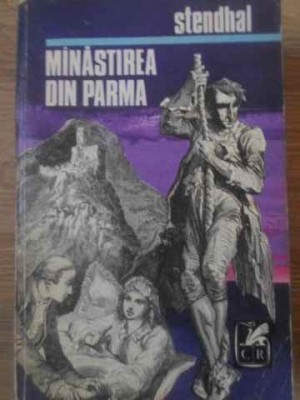 stendhal
MÎNĂSTIREA
DIN PARMA
C R